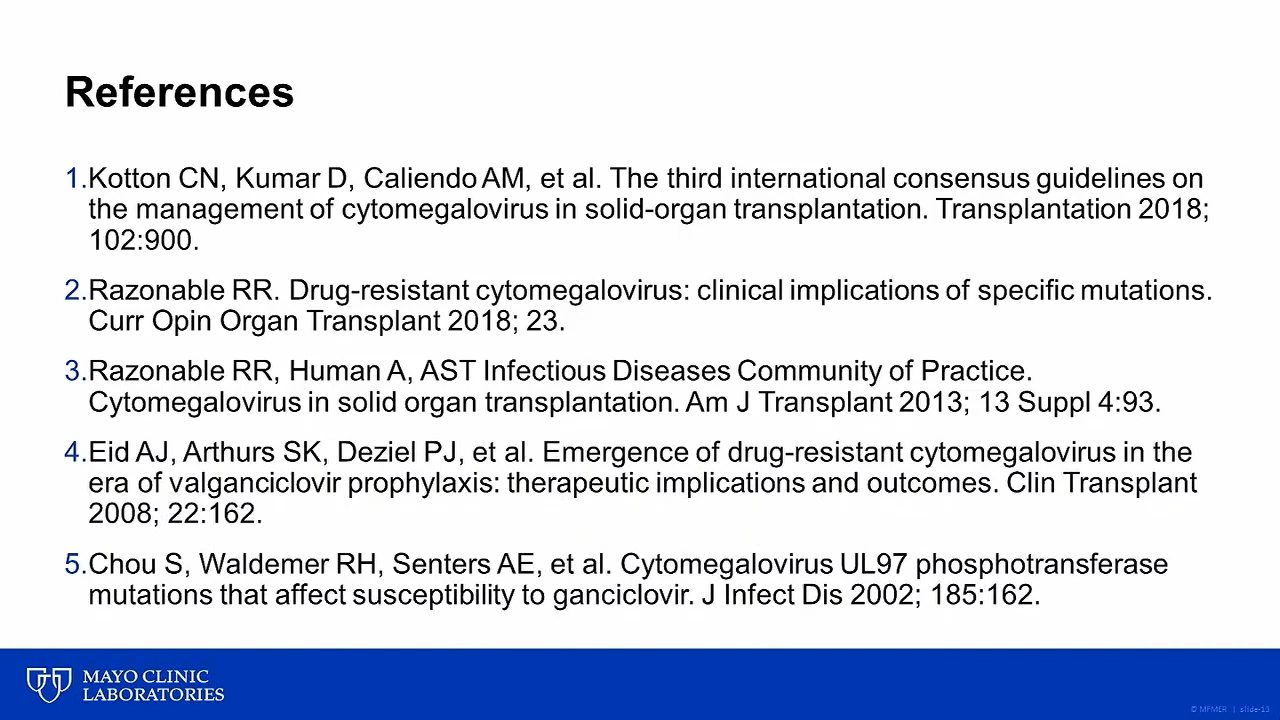 References
1.Kotton CN, Kumar D, Caliendo AM, et al. The third international consensus guidelines on
the management of cytomegalovirus in solid-organ transplantation. Transplantation 2018;
102:900.
2.Razonable RR. Drug-resistant cytomegalovirus: clinical implications of specific mutations.
Curr Opin Organ Transplant 2018; 23.
3.Razonable RR, Human A, AST Infectious Diseases Community of Practice.
Cytomegalovirus in solid organ transplantation. Am J Transplant 2013; 13 Suppl 4:93.
4.Eid AJ, Arthurs SK, Deziel PJ, et al. Emergence of drug-resistant cytomegalovirus in the
era of valganciclovir prophylaxis: therapeutic implications and outcomes. Clin Transplant
2008; 22:162.
5.Chou S, Waldemer RH, Senters AE, et al. Cytomegalovirus UL97 phosphotransferase
mutations that affect susceptibility to ganciclovir. J Infect Dis 2002; 185:162.
MAYO CLINIC
LABORATORIES
© MFMER | slide-13